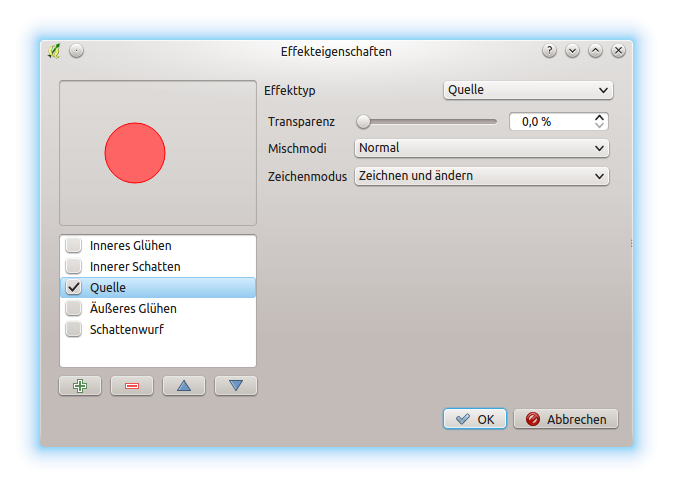 Effekteigenschaften
Effekttyp Quelle
Transparenz 0,0 %
Mischmodi Normal
Zeichenmodus Zeichnen und ändern
Inneres Glühen
Innerer Schatten
Quelle
Äußeres Glühen
Schattenwurf
OK Abbrechen